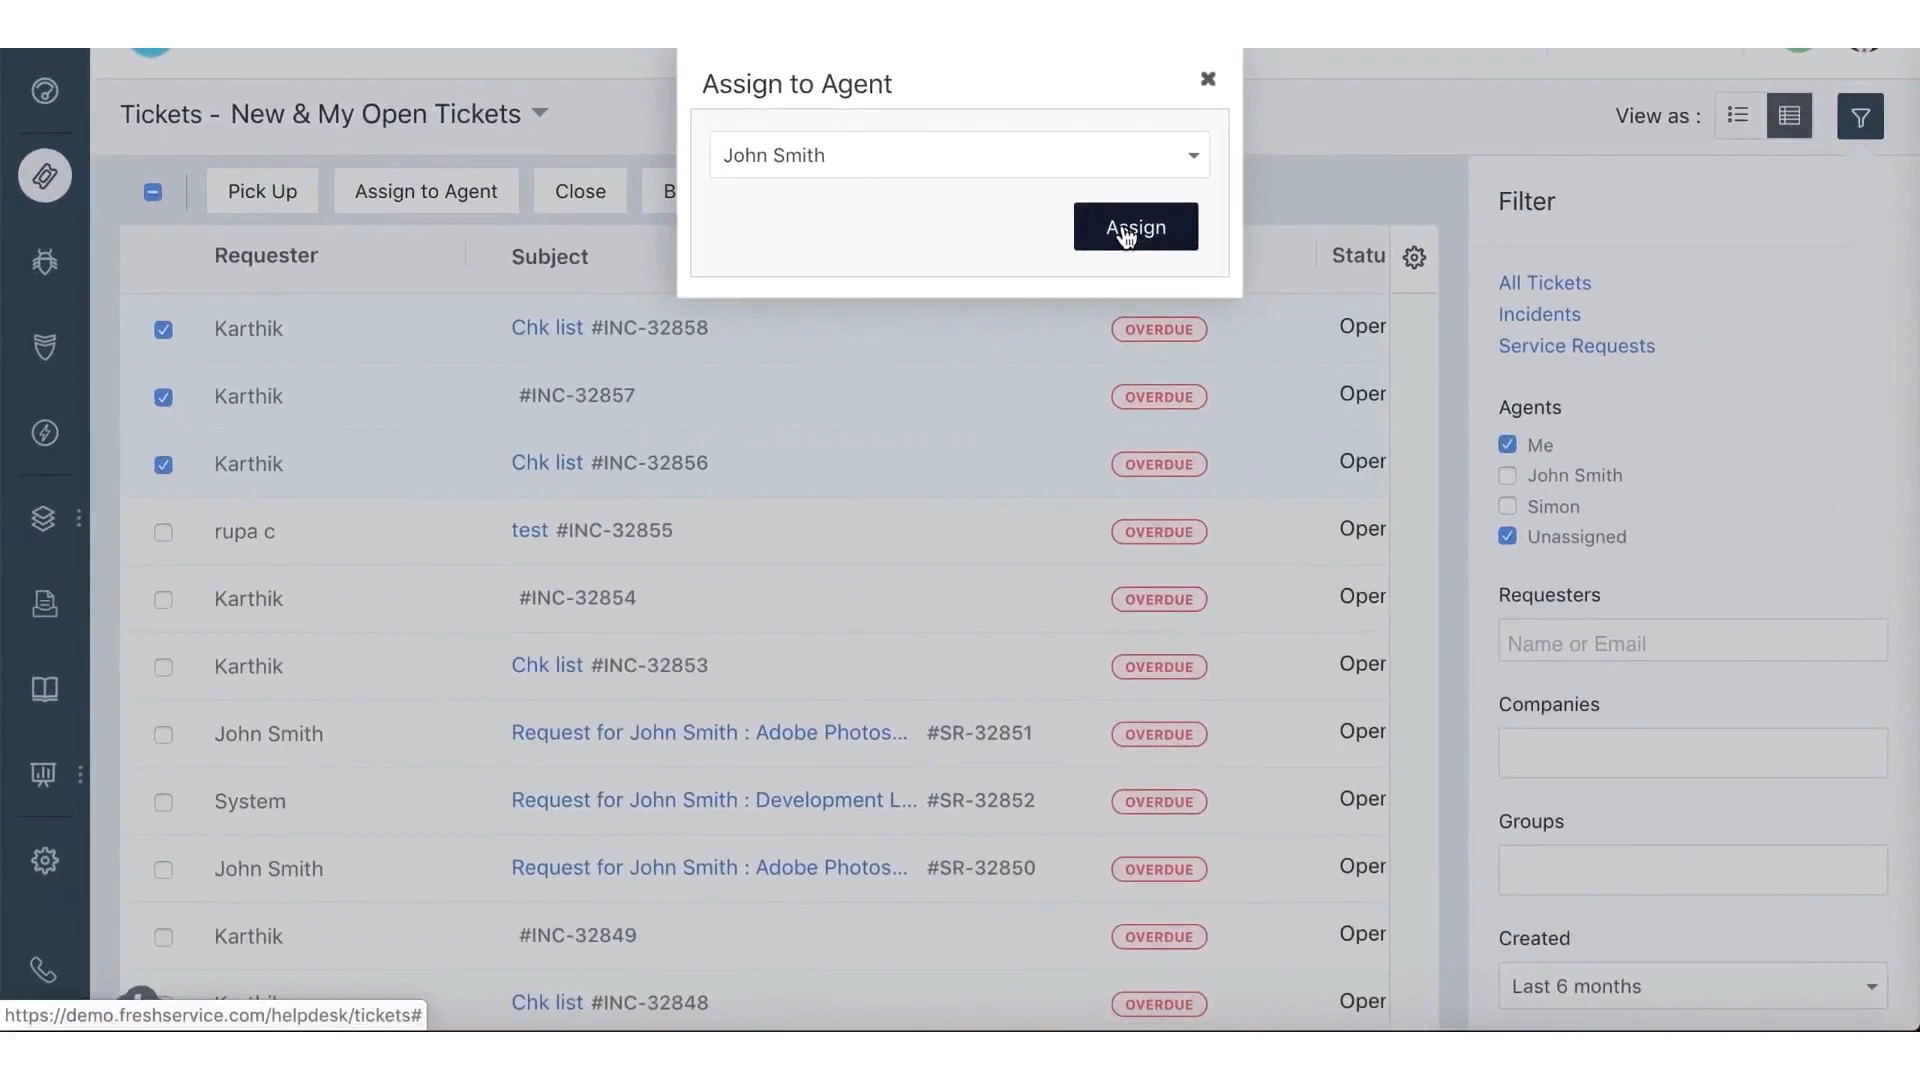 Assign to Agent
Tickets - New & My Open Tickets
View as :
John Smith
Assign
Pick Up
Assign to Agent
Close
B
Filter
Requester
Subject
Statu
All Tickets
Incidents
Service Requests
Karthik Chk list #INC-32858 OVERDUE Oper
Karthik #INC-32857 OVERDUE Oper
Karthik Chk list #INC-32856 OVERDUE Oper
rupa c test #INC-32855 OVERDUE Oper
Karthik #INC-32854 OVERDUE Oper
Karthik Chk list #INC-32853 OVERDUE Oper
John Smith Request for John Smith : Adobe Photos... #SR-32851 OVERDUE Oper
System Request for John Smith : Development L... #SR-32852 OVERDUE Oper
John Smith Request for John Smith : Adobe Photos... #SR-32850 OVERDUE Oper
Karthik #INC-32849 OVERDUE Oper
Chk list #INC-32848 OVERDUE Oper
Agents
Me
John Smith
Simon
Unassigned
Requesters
Name or Email
Companies
Groups
Created
Last 6 months
https://demo.freshservice.com/helpdesk/tickets#